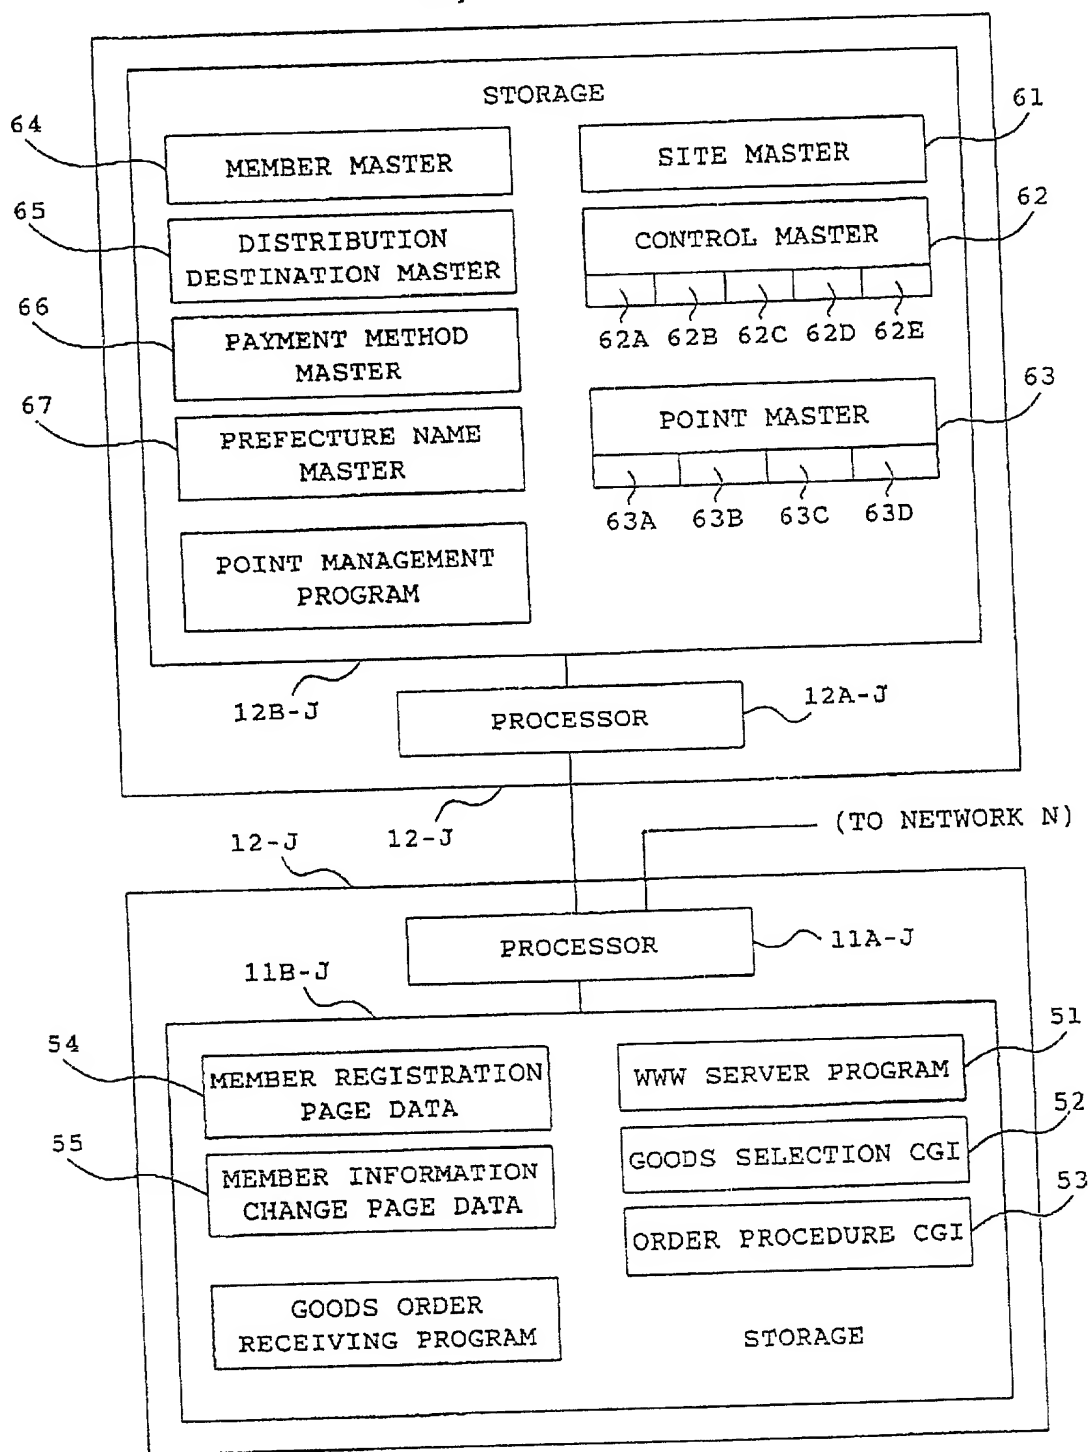 STORAGE
64
MEMBER MASTER
SITE MASTER
61
65
DISTRIBUTION
DESTINATION MASTER
CONTROL MASTER
62
62A 62B 62C 62D 62E
66
PAYMENT METHOD
MASTER
67
PREFECTURE NAME
MASTER
POINT MASTER
63
63A 63B 63C 63D
POINT MANAGEMENT
PROGRAM
12B-J
PROCESSOR
12A-J
12-J
12-J
(TO NETWORK N)
PROCESSOR
11A-J
11B-J
54
MEMBER REGISTRATION
PAGE DATA
WWW SERVER PROGRAM
51
55
MEMBER INFORMATION
CHANGE PAGE DATA
GOODS SELECTION CGI
52
ORDER PROCEDURE CGI
53
GOODS ORDER
RECEIVING PROGRAM
STORAGE